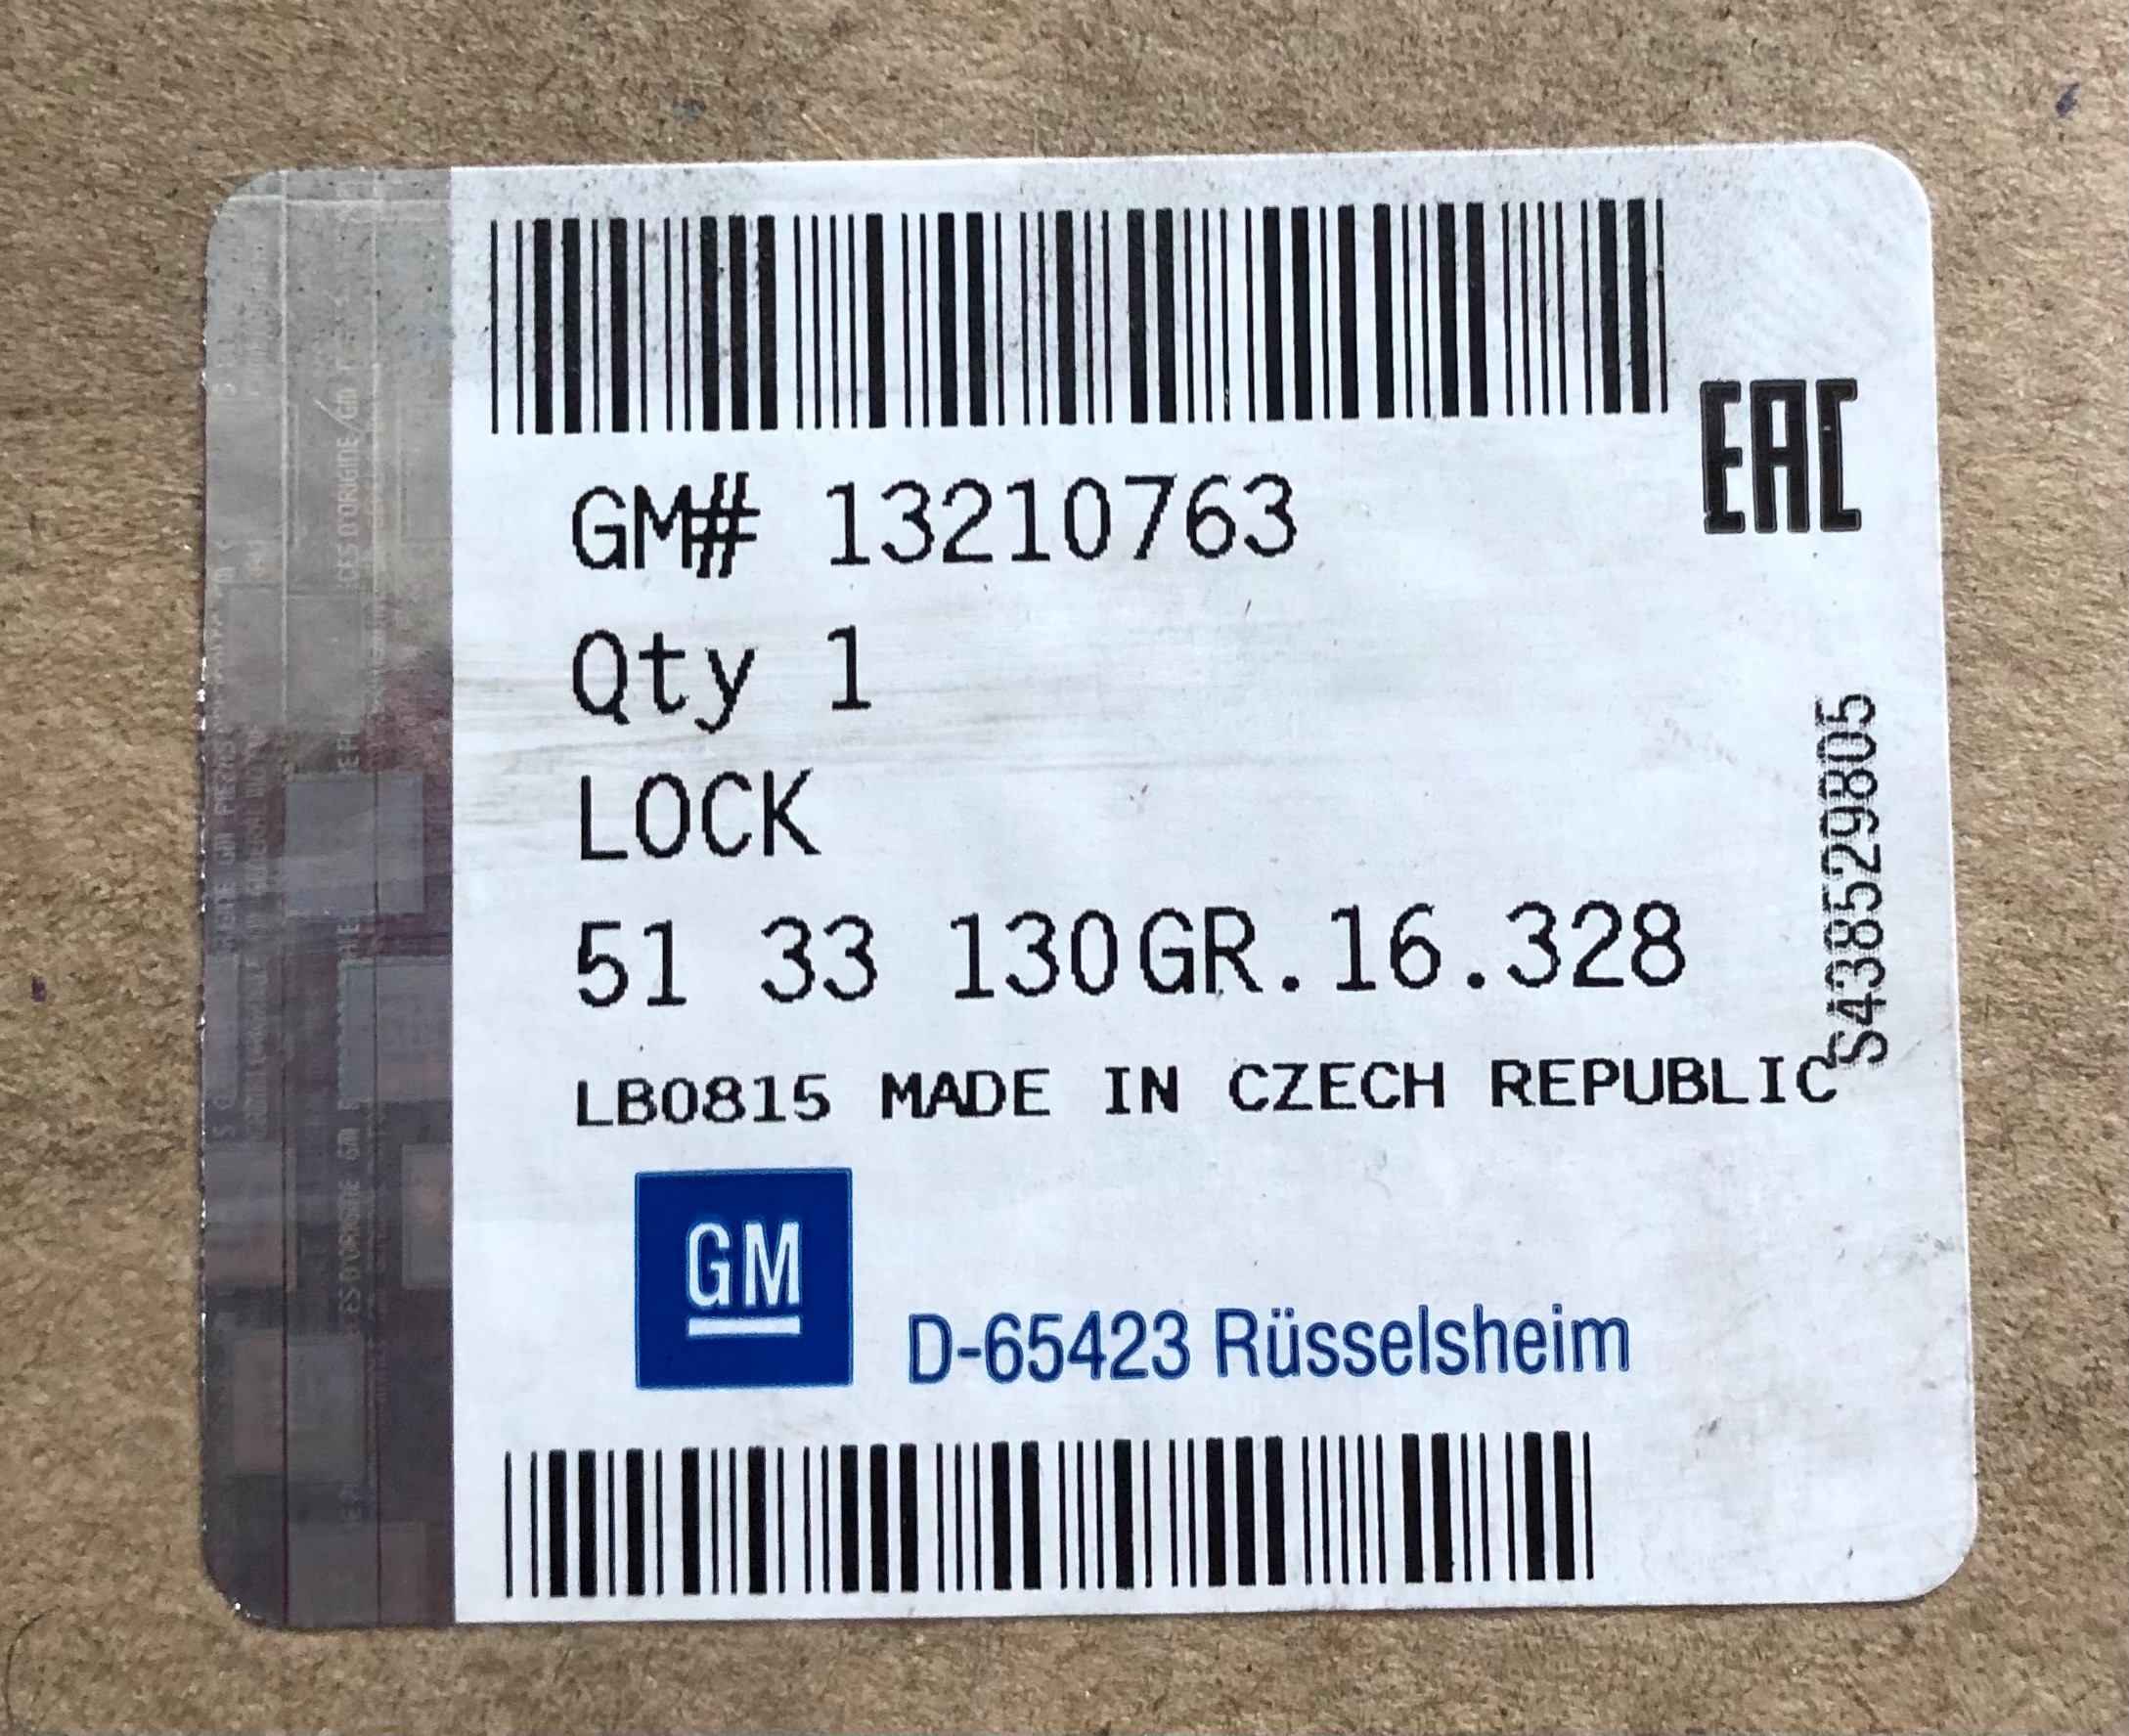 EAC
GM# 13210763
Qty 1
LOCK
51 33 130GR.16.328
LB0815 MADE IN CZECH REPUBLIC
S438529805
GM
D-65423 Rüsselsheim